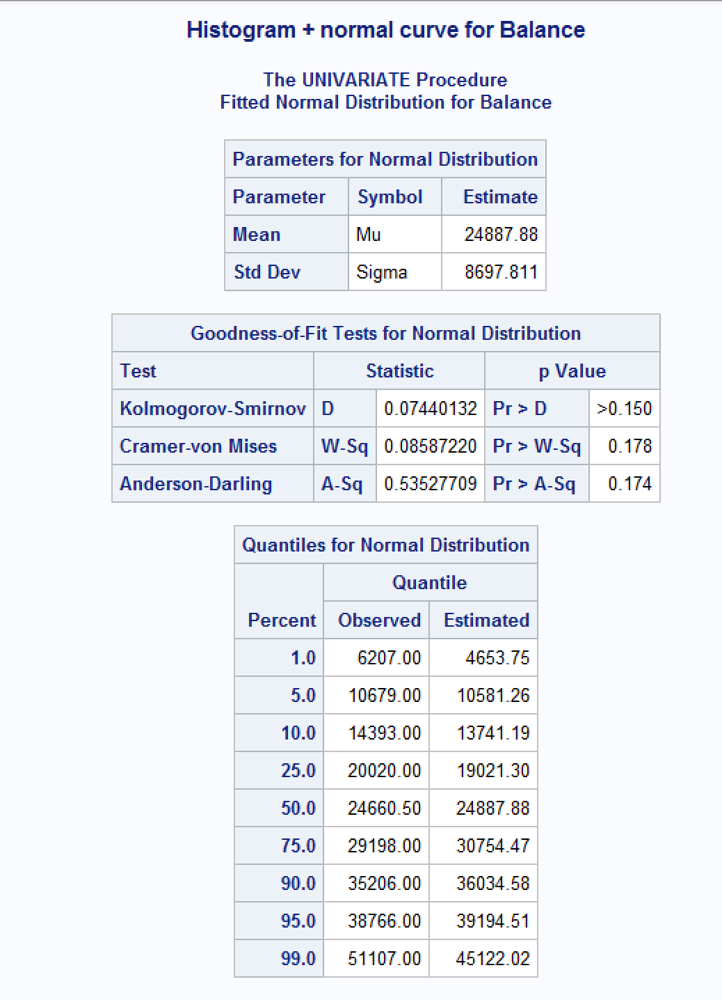 Histogram + normal curve for Balance
The UNIVARIATE Procedure
Fitted Normal Distribution for Balance
Parameters for Normal Distribution
Parameter Symbol Estimate
Mean Mu 24887.88
Std Dev Sigma 8697.811
Goodness-of-Fit Tests for Normal Distribution
Test Statistic p Value
Kolmogorov-Smirnov D 0.07440132 Pr > D >0.150
Cramer-von Mises W-Sq 0.08587220 Pr > W-Sq 0.178
Anderson-Darling A-Sq 0.53527709 Pr > A-Sq 0.174
Quantiles for Normal Distribution
Quantile
Percent Observed Estimated
1.0 6207.00 4653.75
5.0 10679.00 10581.26
10.0 14393.00 13741.19
25.0 20020.00 19021.30
50.0 24660.50 24887.88
75.0 29198.00 30754.47
90.0 35206.00 36034.58
95.0 38766.00 39194.51
99.0 51107.00 45122.02